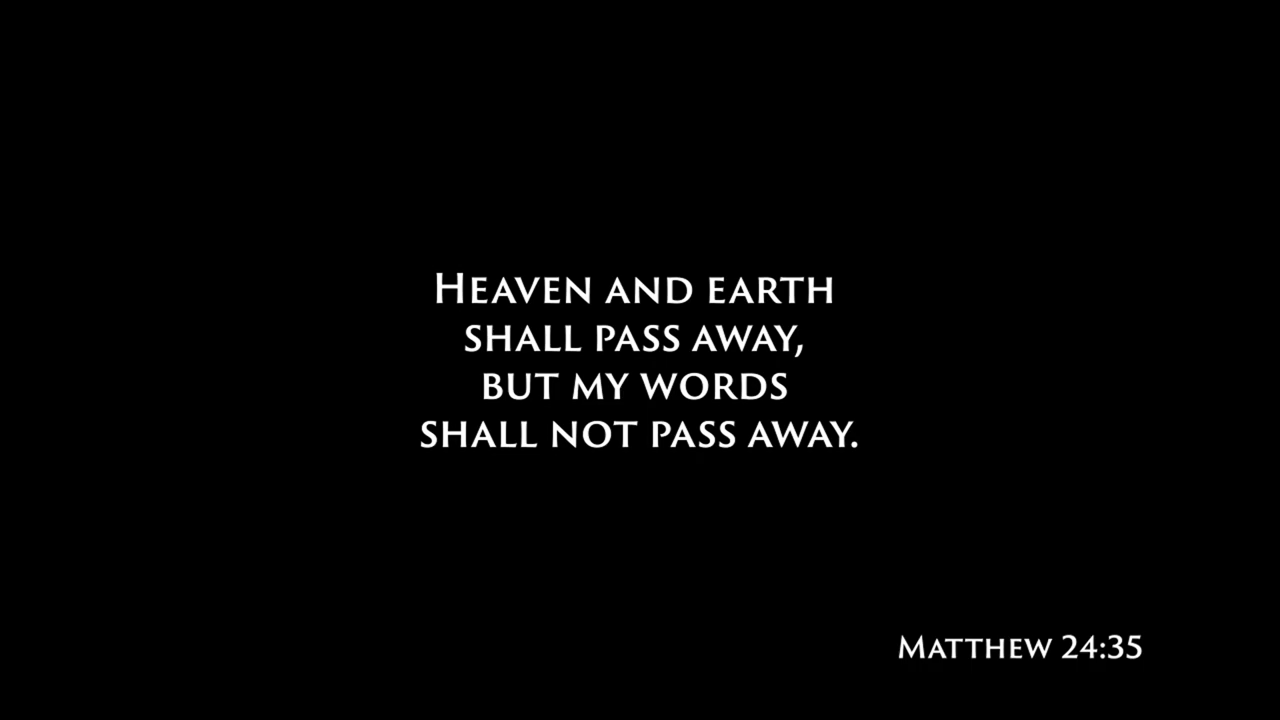 Heaven and earth
shall pass away,
but my words
shall not pass away.
Matthew 24:35